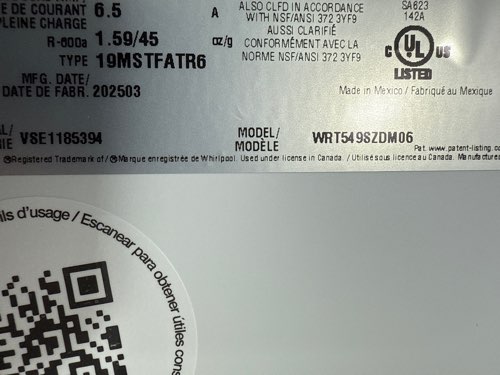 DE COURANT 6.5 A
PLEINE CHARGE
R-600a 1.59/45 oz/g
TYPE 19MSTFATR6
MFG. DATE/
DATE DE FABR. 202503
ALSO CLFD IN ACCORDANCE
WITH NSF/ANSI 372 3YF9
AUSSI CLARIFIÉ
CONFORMÉMENT AVEC LA
NORME NSF/ANSI 372 3YF9
SA623
142A
C UL US
LISTED
Made in Mexico / Fabriqué au Mexique
VSE1185394
MODEL/
MODÈLE
WRT549SZDM06
Pat. www.patent-listing.co
®Registered Trademark of / ®Marque enregistrée de Whirlpool. Used under license in Canada. / Utilisé sous licence au Canada. Manufacture
ils d'usage / Escanear para obtener útiles cons